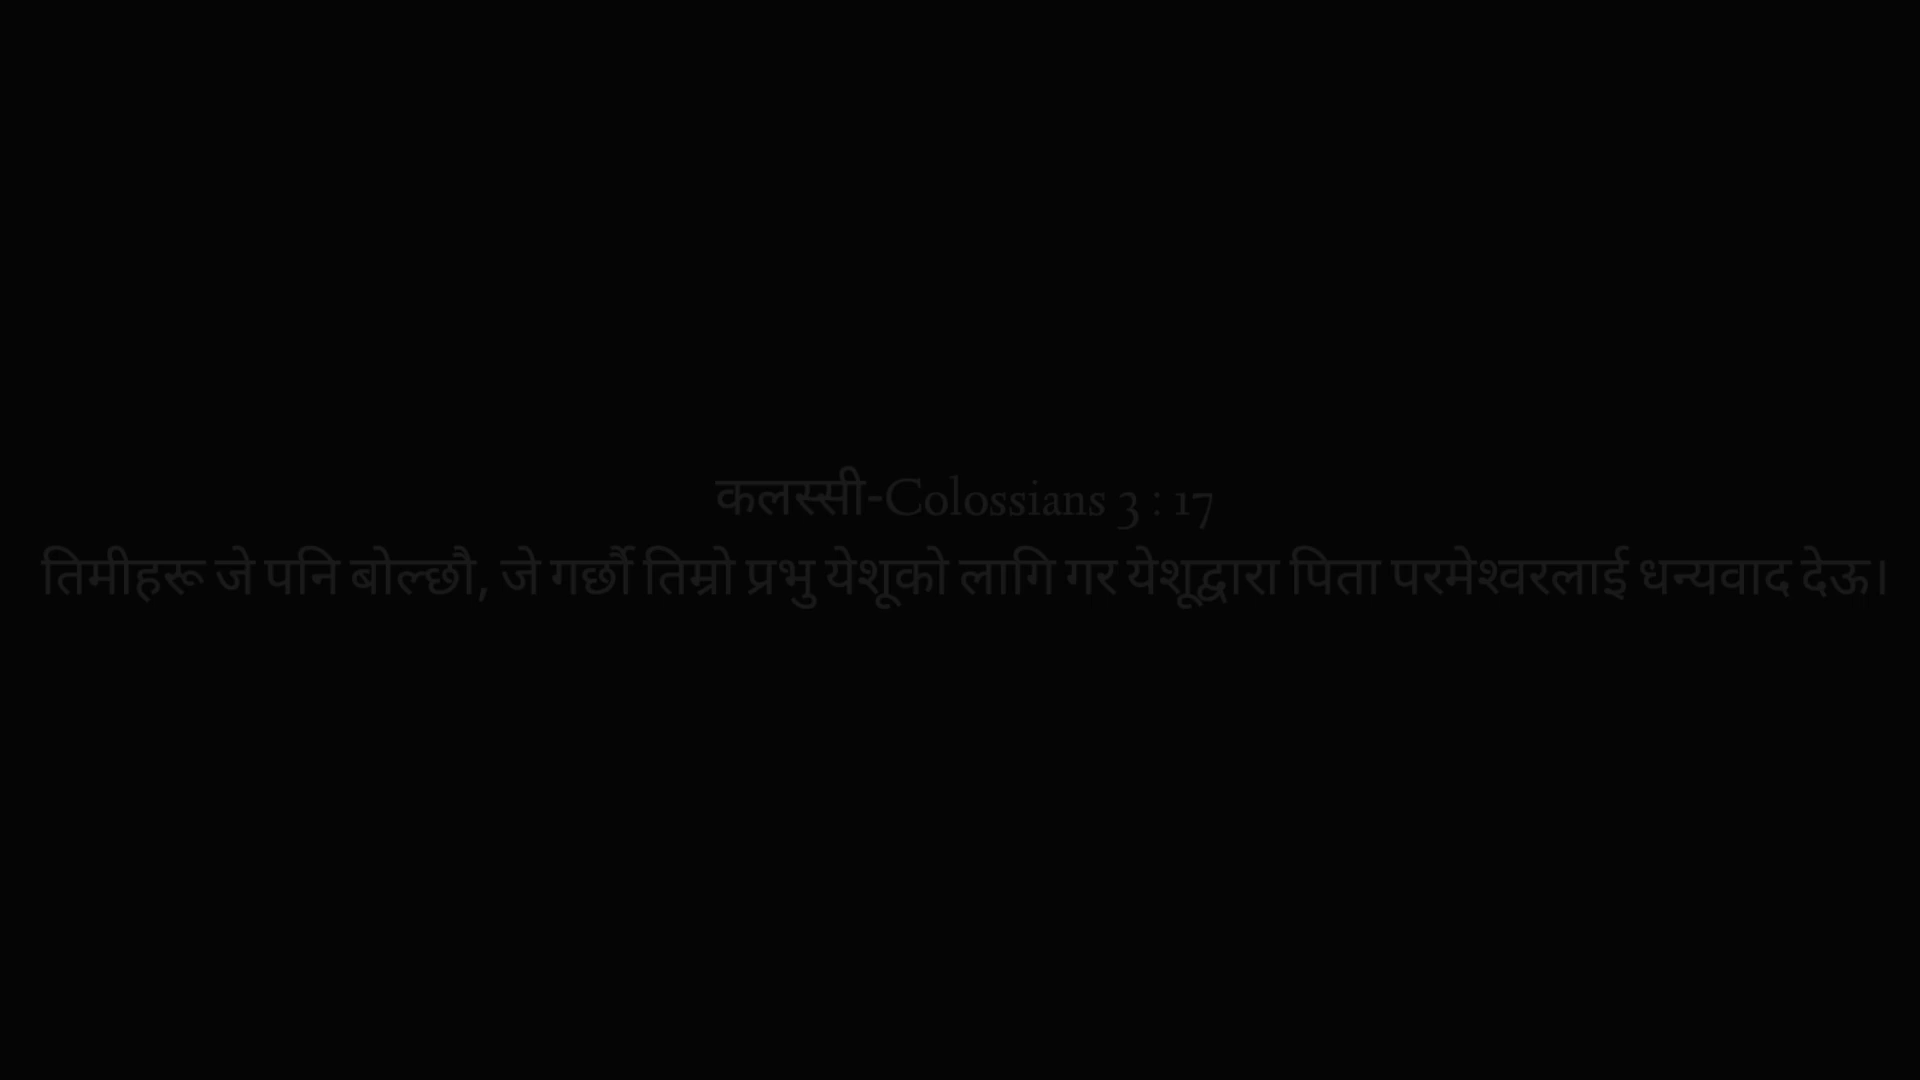 कलस्सी-Colossians 3 : 17
तिमीहरू जे पनि बोल्छौ, जे गर्छौ तिम्रो प्रभु येशूको लागि गर येशूद्वारा पिता परमेश्वरलाई धन्यवाद देऊ।